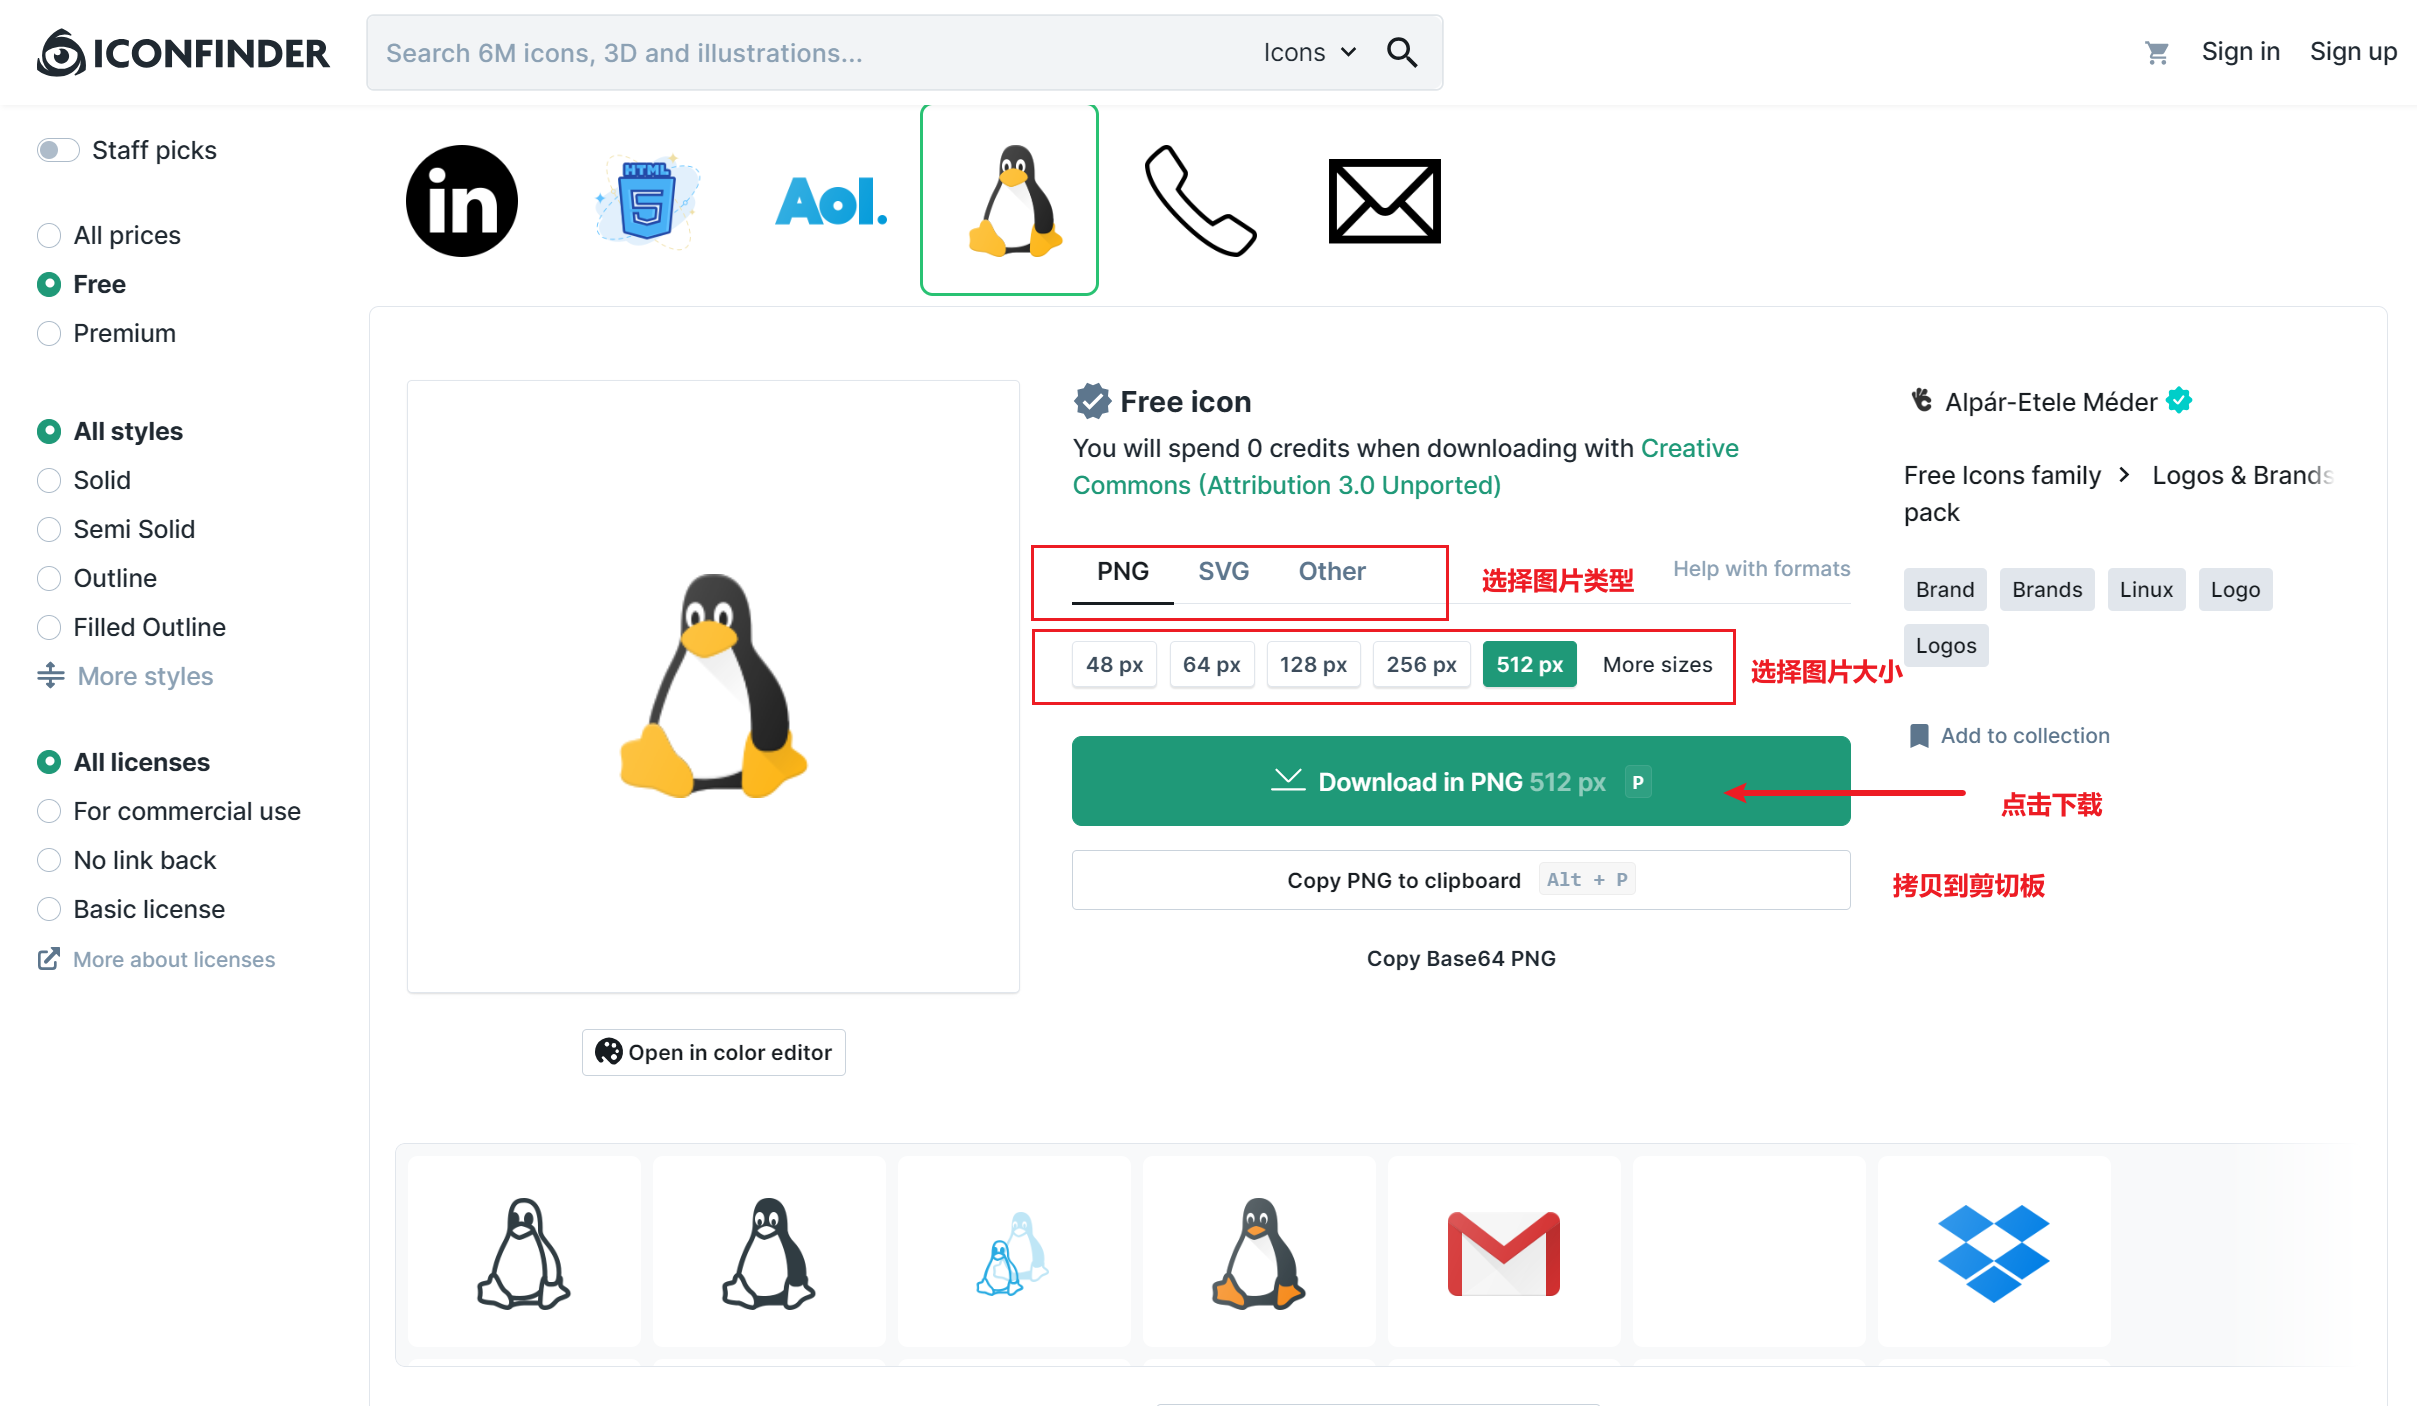 ICONFINDER
Search 6M icons, 3D and illustrations...
Icons
Sign in
Sign up
Staff picks
All prices
Free
Premium
All styles
Solid
Semi Solid
Outline
Filled Outline
More styles
All licenses
For commercial use
No link back
Basic license
More about licenses
in
HTML
5
Aol.
Free icon
You will spend 0 credits when downloading with Creative
Commons (Attribution 3.0 Unported)
PNG
SVG
Other
选择图片类型
Help with formats
48 px
64 px
128 px
256 px
512 px
More sizes
选择图片大小
Download in PNG 512 px P
点击下载
Copy PNG to clipboard Alt + P
拷贝到剪切板
Copy Base64 PNG
Alpár-Etele Méder
Free Icons family > Logos & Brands
pack
Brand
Brands
Linux
Logo
Logos
Add to collection
Open in color editor